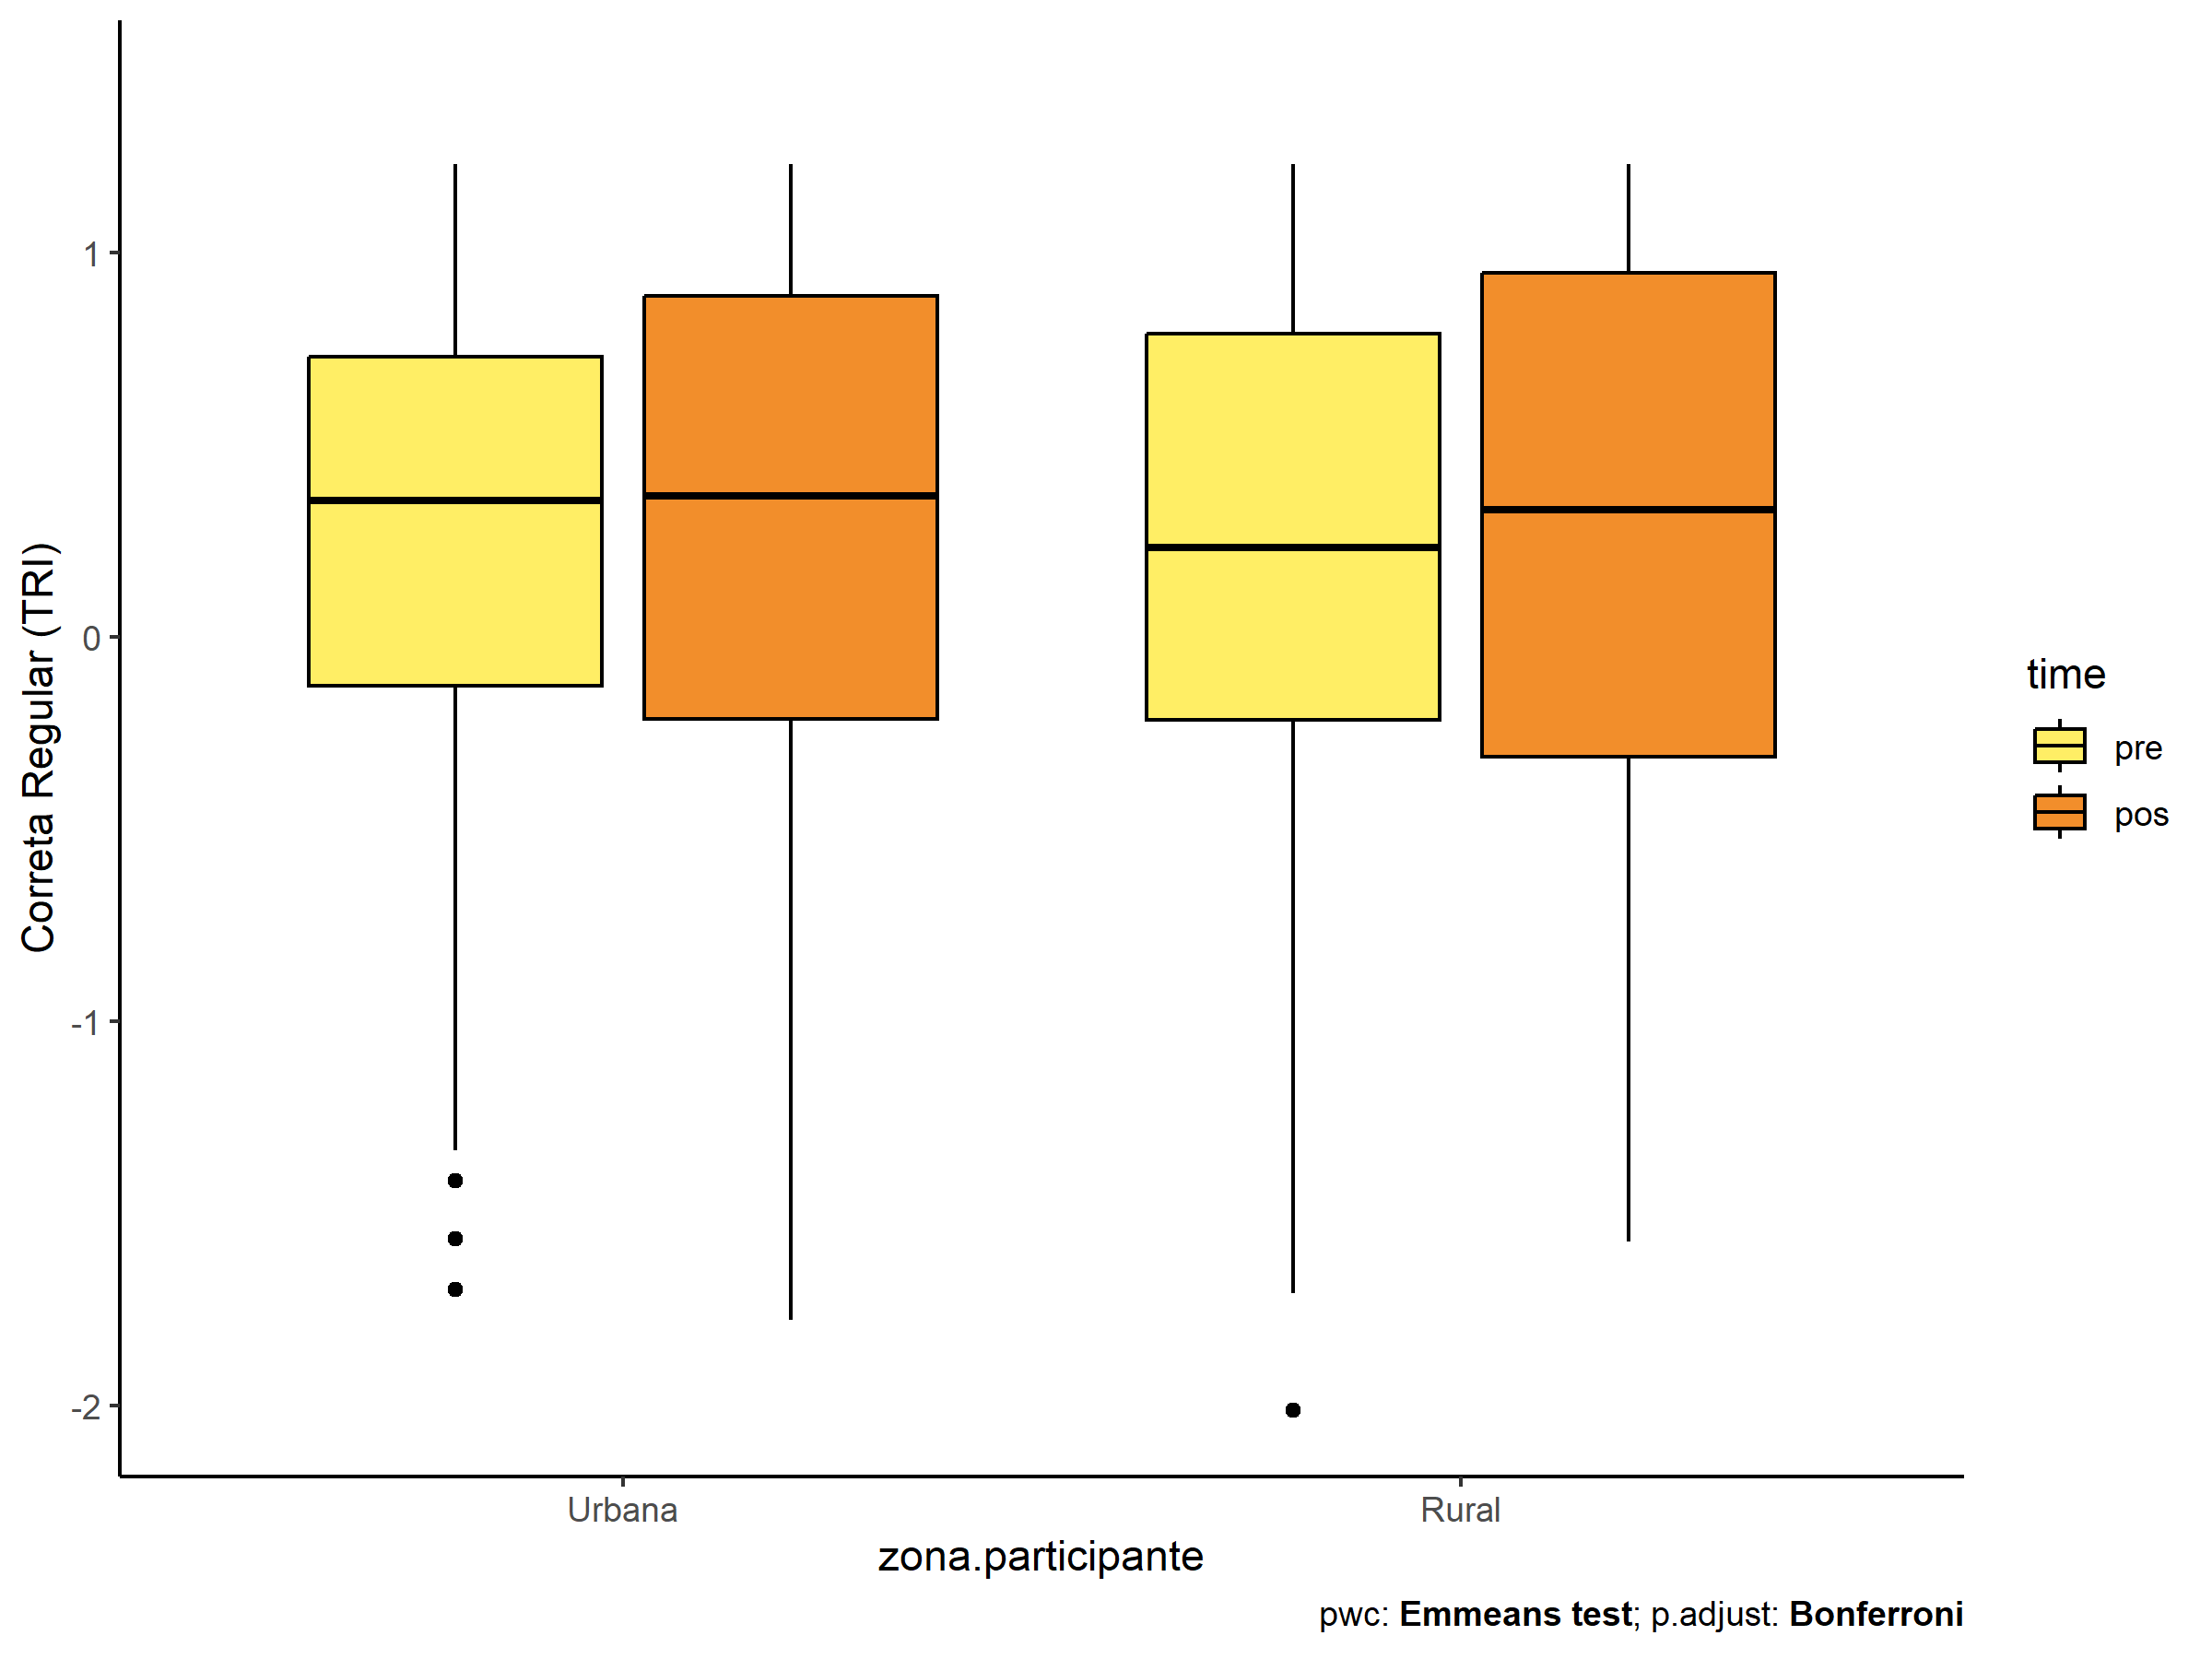 Correta Regular (TRI)
1
0
-1
-2
Urbana
Rural
zona.participante
time
pre
pos
pwc: Emmeans test; p.adjust: Bonferroni